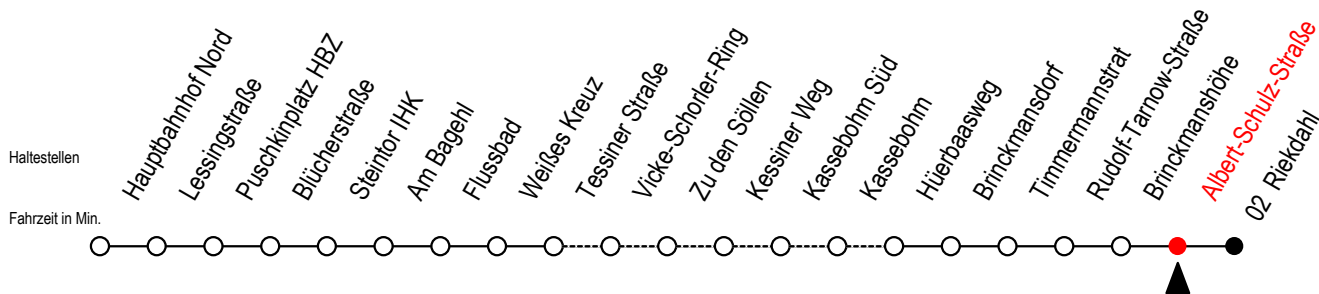 Haltestellen
Fahrzeit in Min.
Hauptbahnhof Nord
Lessingstraße
Puschkinplatz HBZ
Blücherstraße
Steintor IHK
Am Bagehl
Flussbad
Weißes Kreuz
Tessiner Straße
Vicke-Schorler-Ring
Zu den Söllen
Kessiner Weg
Kassebohm Süd
Kassebohm
Hüerbaasweg
Brinckmansdorf
Timmermannstrat
Rudolf-Tarnow-Straße
Brinckmanshöhe
Albert-Schulz-Straße
02 Riekdahl